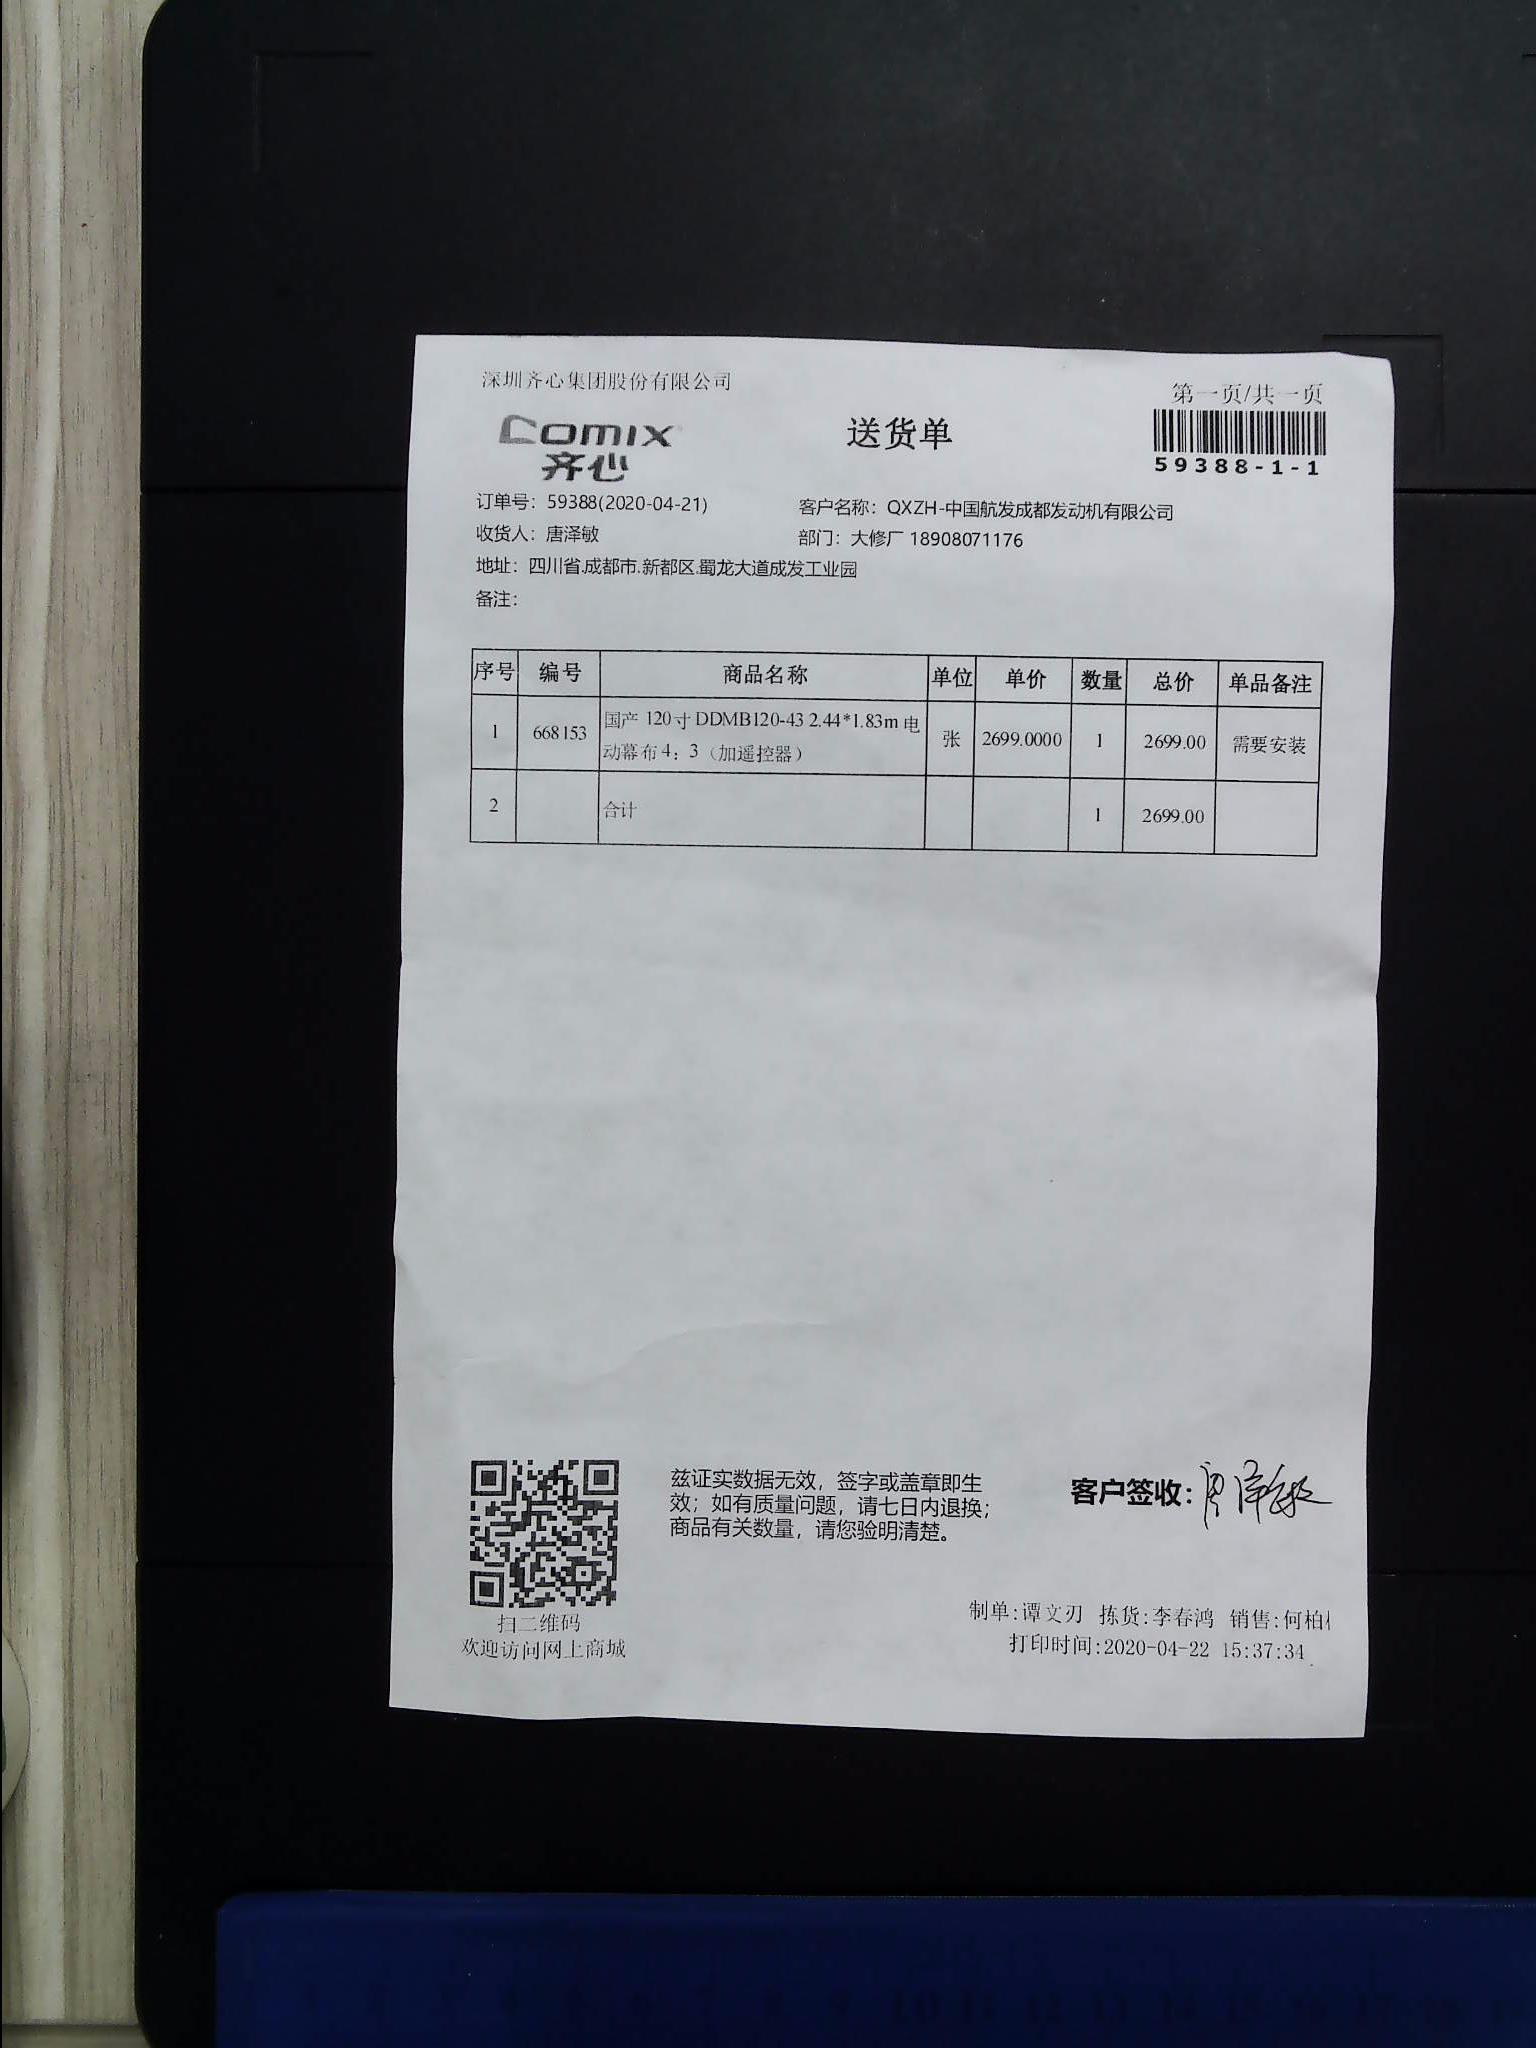 深圳齐心集团股份有限公司
第一页/共一页
comix
齐心
送货单
59388-1-1
订单号：59388(2020-04-21)
客户名称：QXZH-中国航发成都发动机有限公司
收货人：唐泽敏
部门：大修厂 18908071176
地址：四川省.成都市.新都区.蜀龙大道成发工业园
备注：
序号 编号 商品名称 单位 单价 数量 总价 单品备注
1 668153 国产 120寸 DDMB120-43 2.44*1.83m 电 张 2699.0000 1 2699.00 需要安装
动幕布 4：3（加遥控器）
2 合计 1 2699.00
兹证实数据无效，签字或盖章即生
效；如有质量问题，请七日内退换；
商品有关数量，请您验明清楚。
客户签收：唐泽敏
扫二维码
欢迎访问网上商城
制单:谭文刃 拣货:李春鸿 销售:何柏
打印时间:2020-04-22 15:37:34